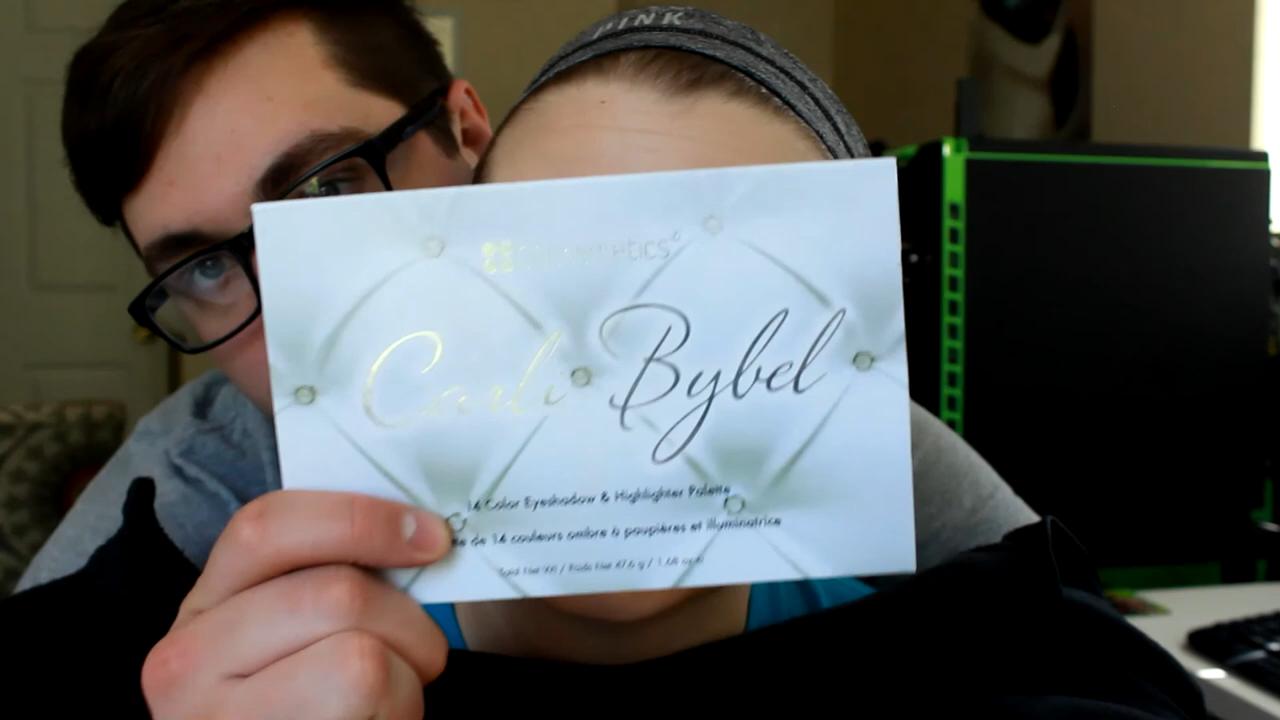 PINK
Carli Bybel
14 Color Eyeshadow & Highlighter Palette
de 14 couleurs ombre à paupières et illuminatrice